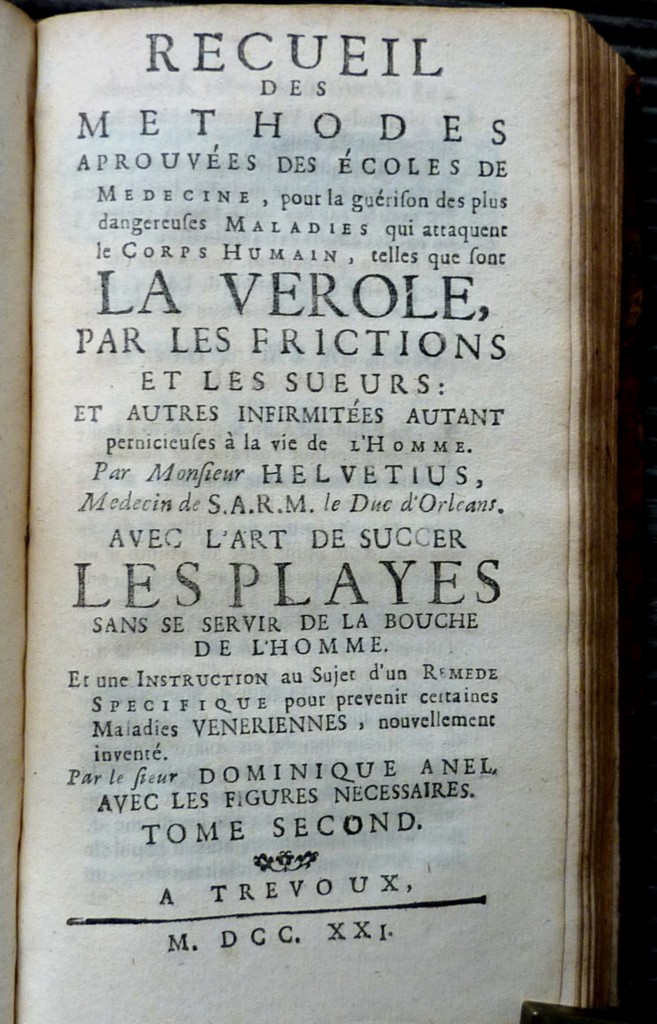 RECUEIL
DES
METHODES
APROUVÉES DES ÉCOLES DE
MEDECINE, pour la guériſon des plus
dangereuſes MALADIES qui attaquent
le CORPS HUMAIN, telles que ſont
LA VEROLE,
PAR LES FRICTIONS
ET LES SUEURS:
ET AUTRES INFIRMITÉES AUTANT
pernicieuſes à la vie de L'HOMME.
Par Monſieur HELVETIUS,
Medecin de S.A.R.M. le Duc d'Orleans.
AVEC L'ART DE SUCCER
LES PLAYES
SANS SE SERVIR DE LA BOUCHE
DE L'HOMME.
Et une INSTRUCTION au Sujet d'un REMEDE
SPECIFIQUE pour prevenir certaines
Maladies VENERIENNES, nouvellement
inventé.
Par le ſieur DOMINIQUE ANEL,
AVEC LES FIGURES NECESSAIRES.
TOME SECOND.
A TREVOUX,
M. DCC. XXI.